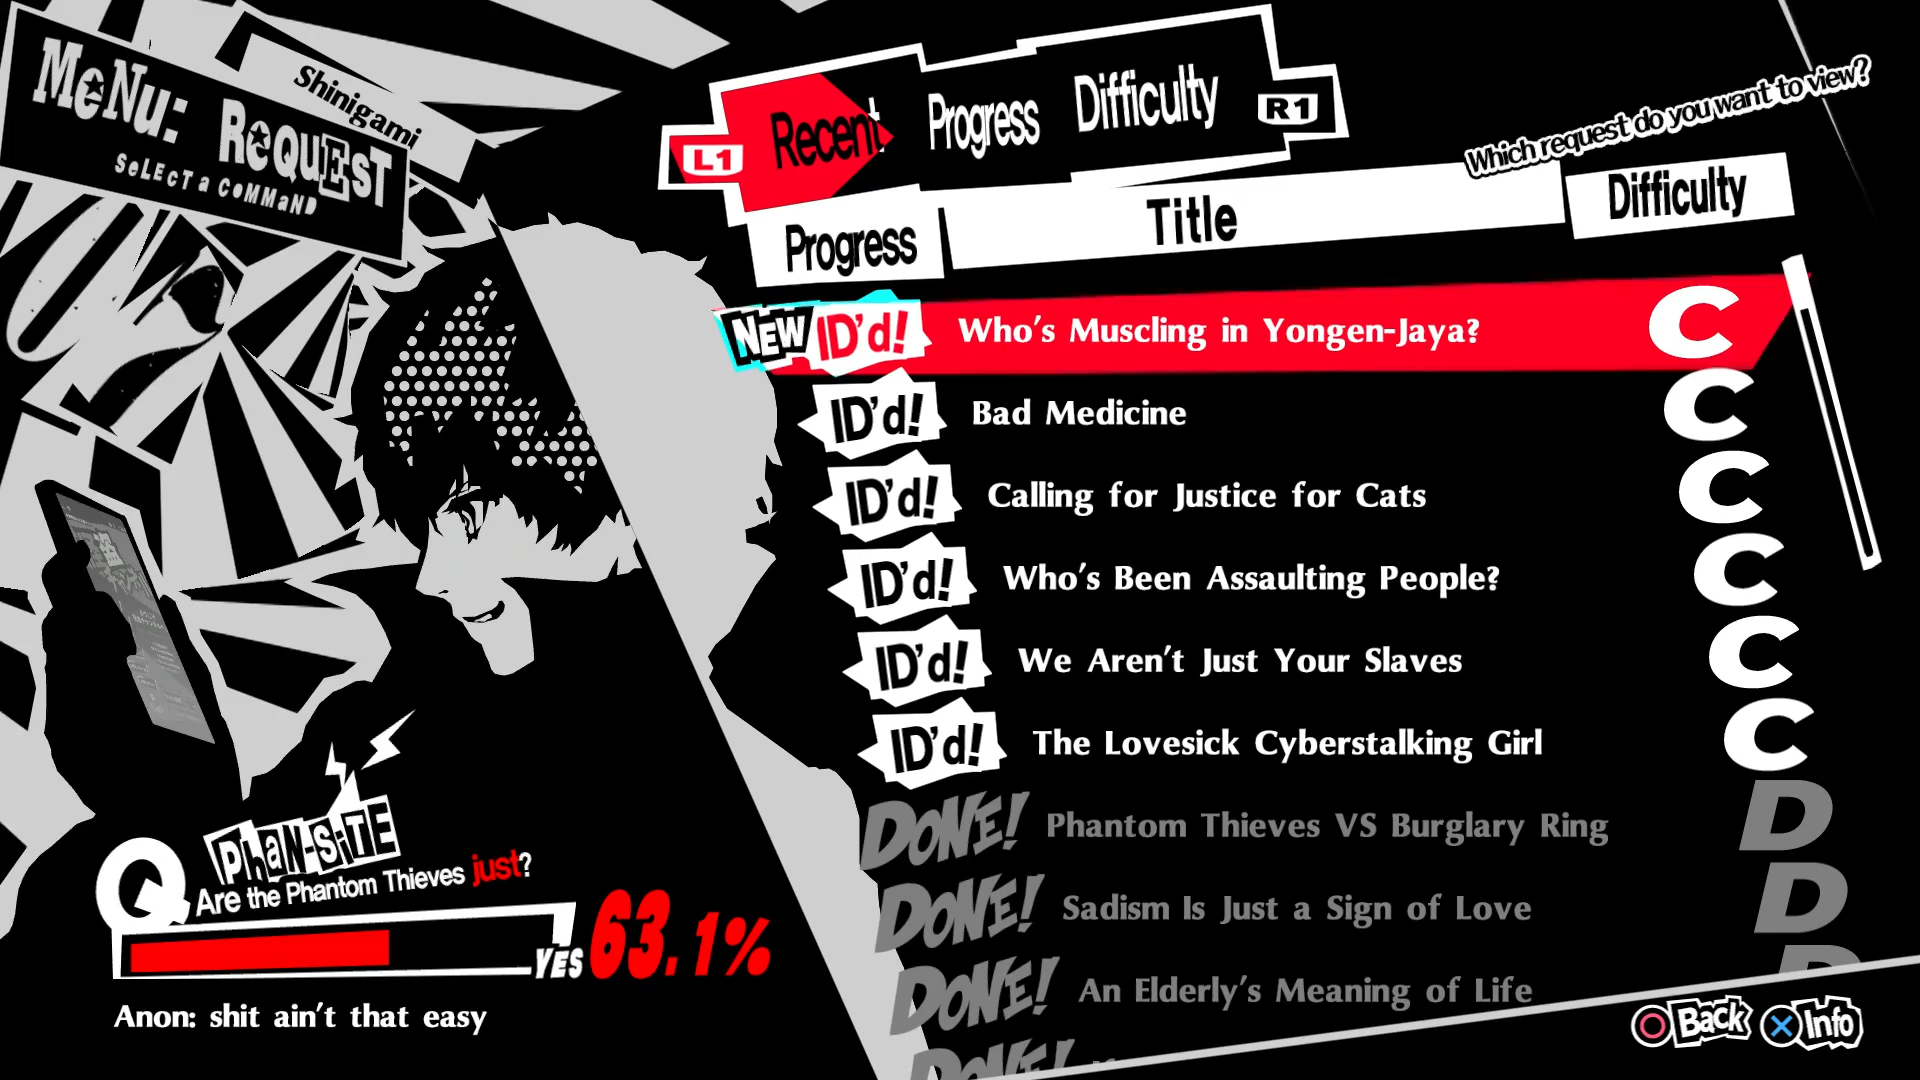 MeNu: ReQuEsT
SeLEcT a CoMMaND
Shinigami
L1 Recent Progress Difficulty R1
Which request do you want to view?
Progress Title Difficulty
NEW ID'd! Who's Muscling in Yongen-Jaya? C
ID'd! Bad Medicine C
ID'd! Calling for Justice for Cats C
ID'd! Who's Been Assaulting People? C
ID'd! We Aren't Just Your Slaves C
ID'd! The Lovesick Cyberstalking Girl C
DONE! Phantom Thieves VS Burglary Ring D
DONE! Sadism Is Just a Sign of Love D
DONE! An Elderly's Meaning of Life D
DONE!
PhaN-SiTE
Q Are the Phantom Thieves just?
YES 63.1%
Anon: shit ain't that easy
Back Info